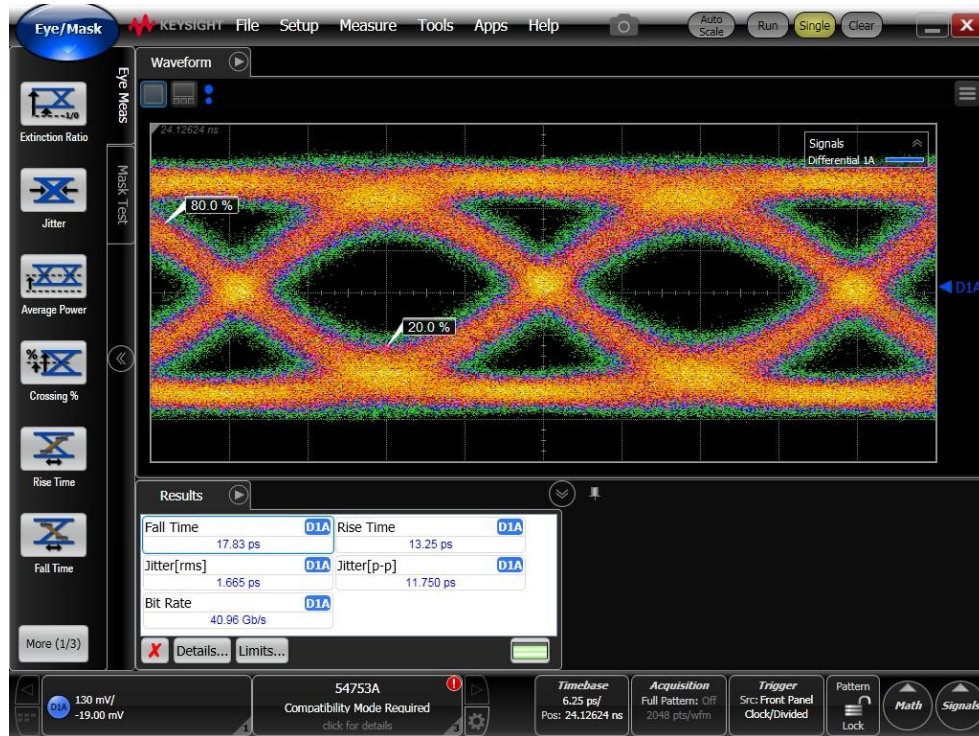 Eye/Mask
KEYSIGHT File Setup Measure Tools Apps Help
Auto Scale Run Single Clear
Eye Meas
Mask Test
Extinction Ratio
Jitter
Average Power
Crossing %
Rise Time
Fall Time
More (1/3)
Waveform
24.12624 ns
Signals
Differential 1A
80.0 %
20.0 %
D1A
Results
Fall Time D1A Rise Time D1A
17.83 ps 13.25 ps
Jitter[rms] D1A Jitter[p-p] D1A
1.665 ps 11.750 ps
Bit Rate D1A
40.96 Gb/s
Details... Limits...
D1A 130 mV/
-19.00 mV
1
54753A
Compatibility Mode Required
click for details
3
Timebase
6.25 ps/
Pos: 24.12624 ns
Acquisition
Full Pattern: Off
2048 pts/wfm
Trigger
Src: Front Panel
Clock/Divided
Pattern
Lock
Math
Signals